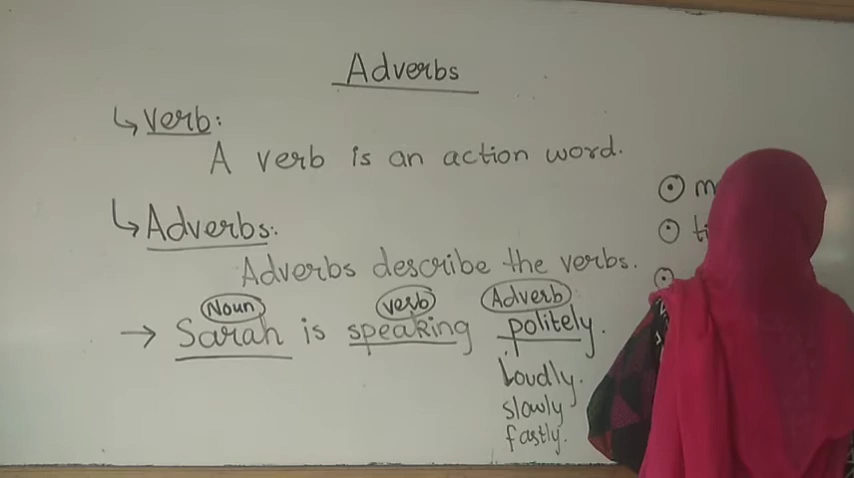 Adverbs
↳ verb:
A verb is an action word.
↳ Adverbs:
Adverbs describe the verbs.
Noun verb Adverb
→ Sarah is speaking politely.
Loudly.
slowly
fastly.